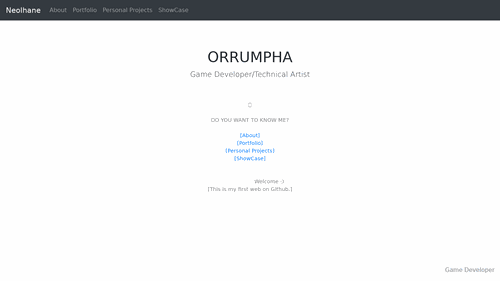 Neolhane About Portfolio Personal Projects ShowCase
ORRUMPHA
Game Developer/Technical Artist
DO YOU WANT TO KNOW ME?
[About]
[Portfolio]
[Personal Projects]
[ShowCase]
Welcome :)
[This is my first web on Github.]
Game Developer